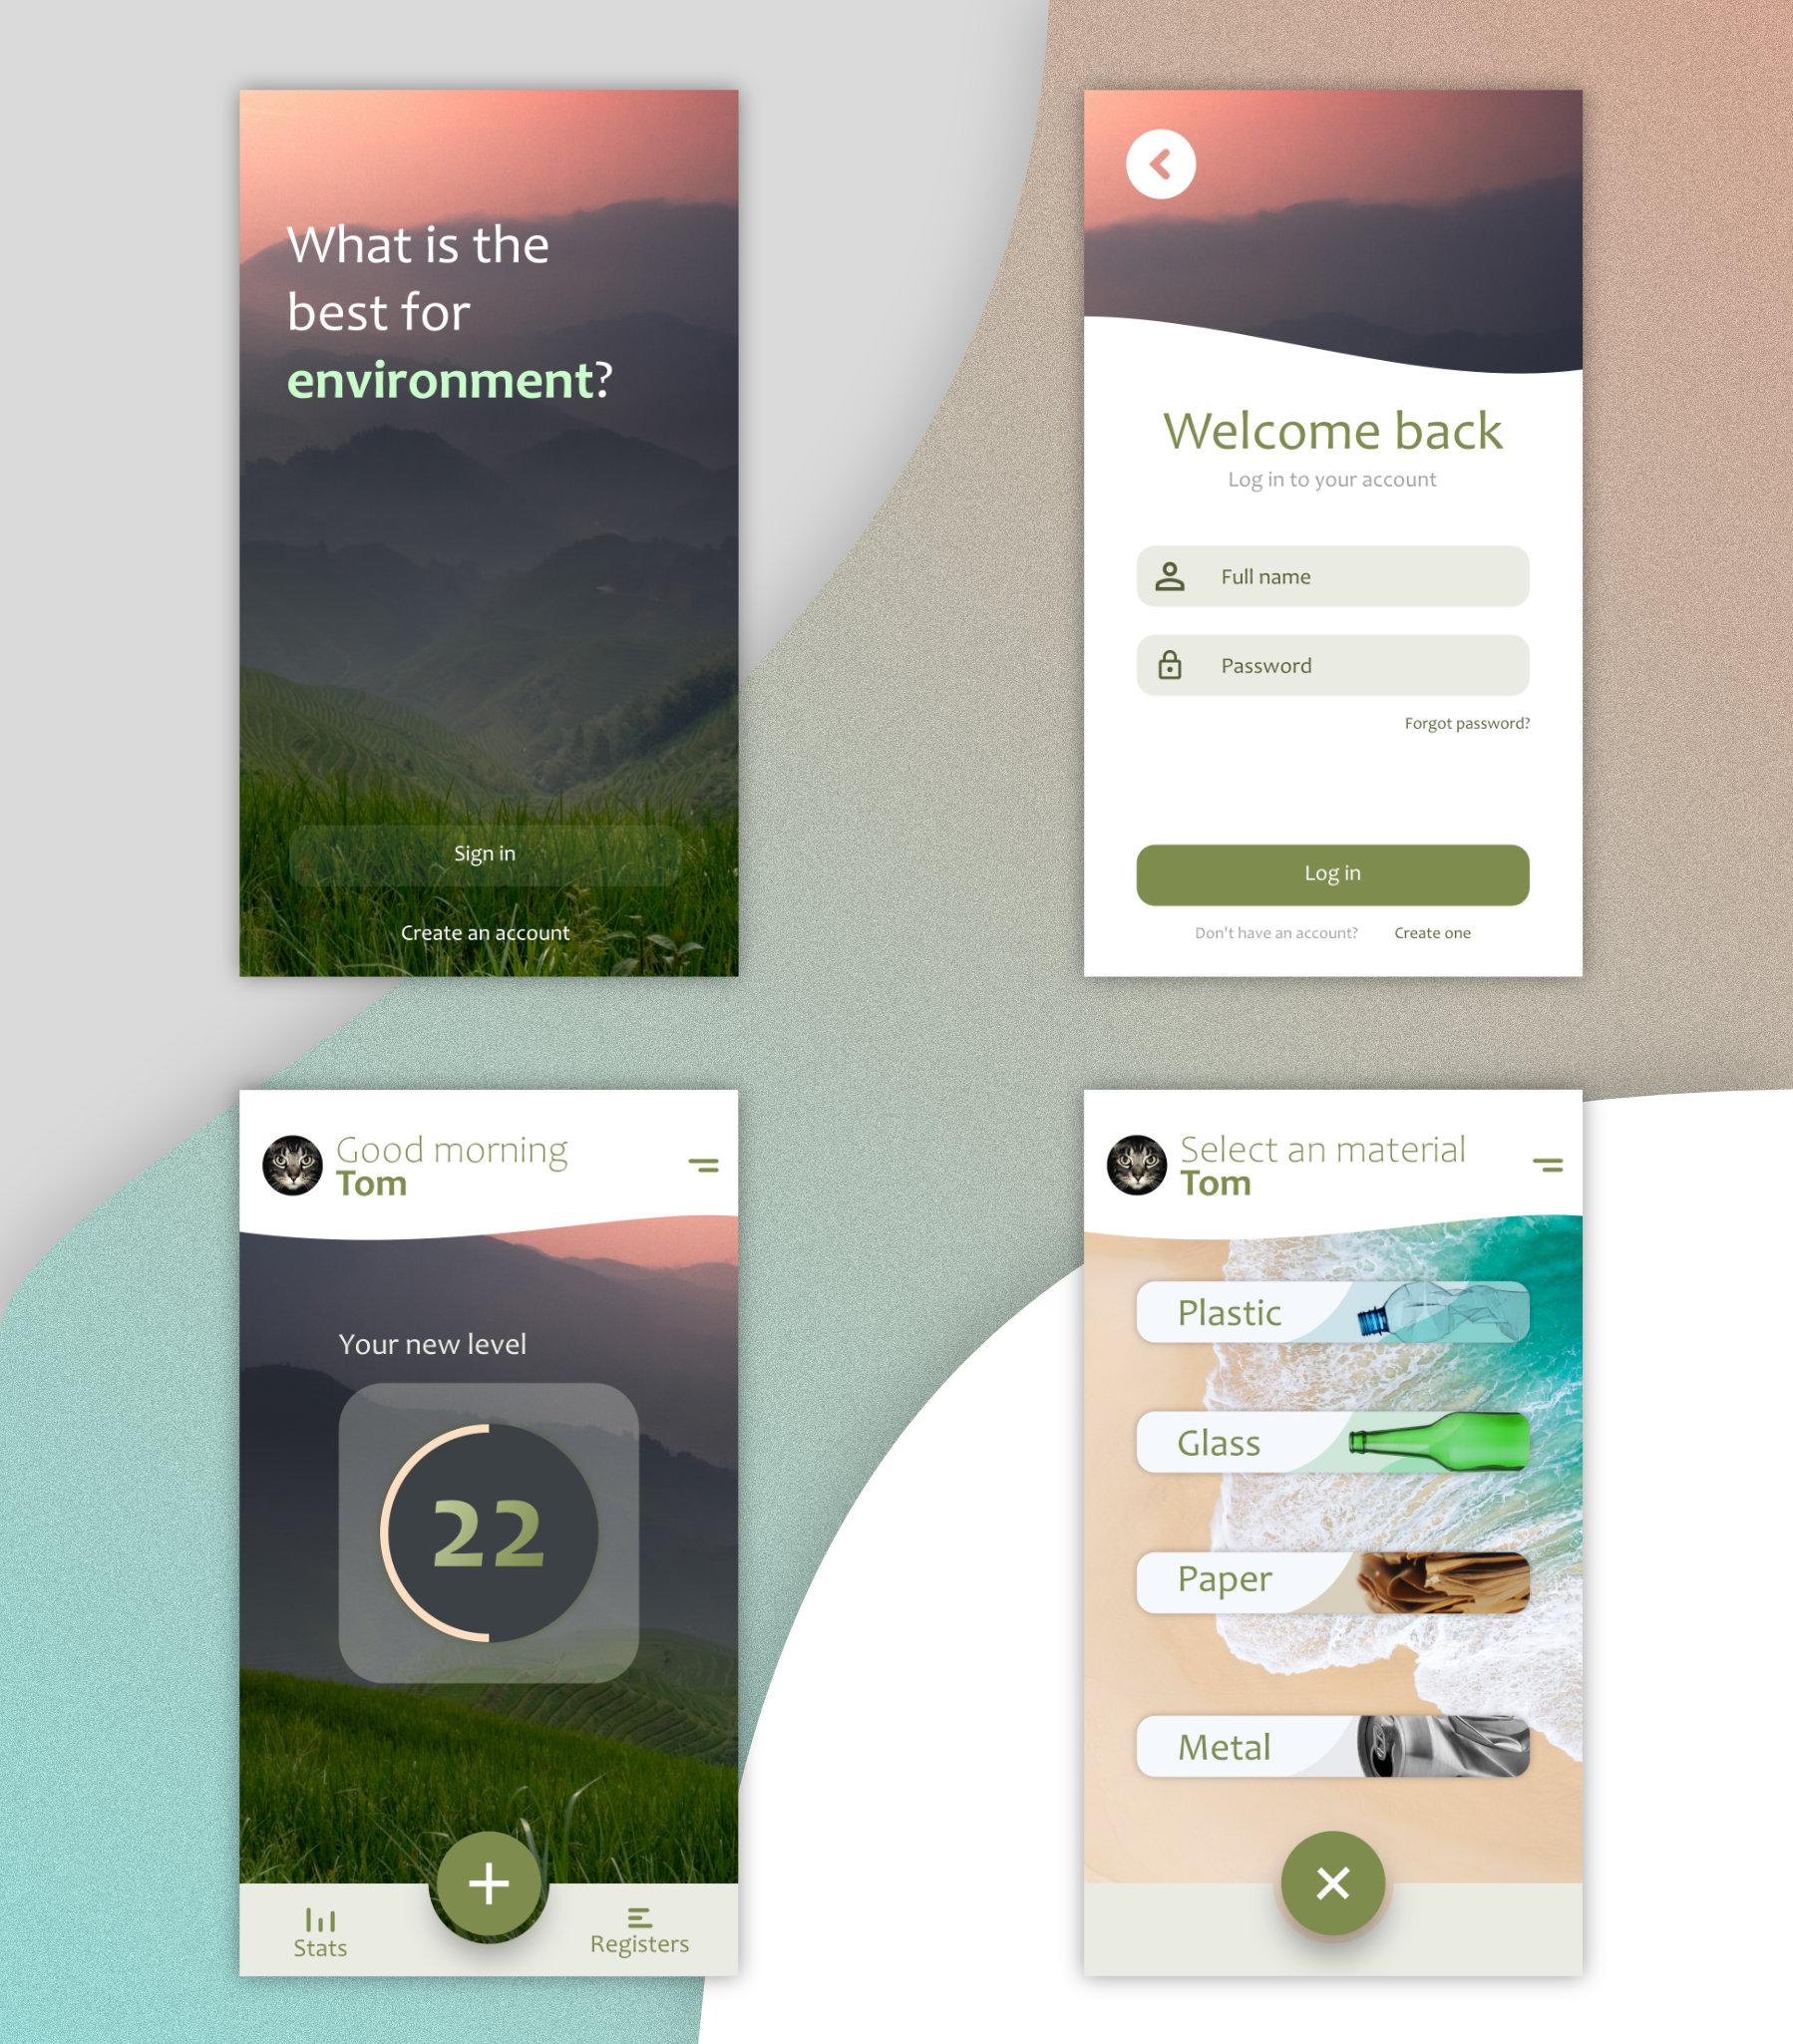 What is the
best for
environment?
Sign in
Create an account
Welcome back
Log in to your account
Full name
Password
Forgot password?
Log in
Don't have an account? Create one
Good morning
Tom
Your new level
22
Stats
Registers
Select an material
Tom
Plastic
Glass
Paper
Metal